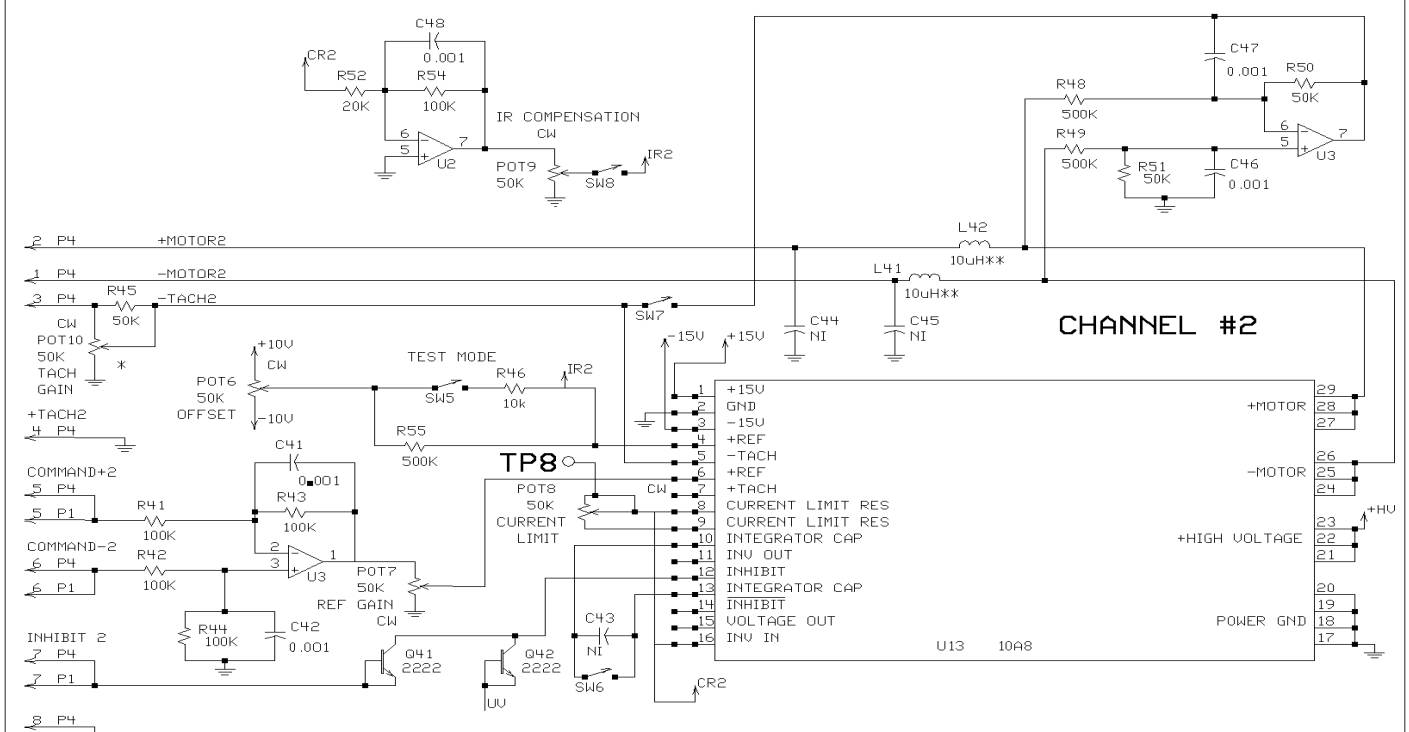 C48
0.001
CR2
R52
20K
R54
100K
6
5
7
U2
IR COMPENSATION
CW
POT9
50K
SW8
IR2
C47
0.001
R50
50K
R48
500K
R49
500K
6
5
7
U3
R51
50K
C46
0.001
2 P4 +MOTOR2
L42
10uH**
1 P4 -MOTOR2
L41
10uH**
3 P4
R45
50K
-TACH2
SW7
CW
POT10
50K
TACH
GAIN
*
C44
NI
C45
NI
CHANNEL #2
-15V
+15V
+10V
CW
POT6
50K
OFFSET
-10V
TEST MODE
SW5
R46
10k
IR2
R55
500K
+TACH2
4 P4
TP8
POT8
50K
CURRENT
LIMIT
CW
COMMAND+2
5 P4
5 P1
R41
100K
C41
0.001
R43
100K
2
3
1
U3
COMMAND-2
6 P4
6 P1
R42
100K
POT7
50K
REF GAIN
CW
R44
100K
C42
0.001
INHIBIT 2
7 P4
7 P1
8 P4
Q41
2222
Q42
2222
UV
C43
NI
SW6
CR2
1 +15V
2 GND
3 -15V
4 +REF
5 -TACH
6 +REF
7 +TACH
8 CURRENT LIMIT RES
9 CURRENT LIMIT RES
10 INTEGRATOR CAP
11 INV OUT
12 INHIBIT
13 INTEGRATOR CAP
14 INHIBIT
15 VOLTAGE OUT
16 INV IN
U13 10A8
29
+MOTOR 28
27
26
-MOTOR 25
24
+HV
23
+HIGH VOLTAGE 22
21
20
19
POWER GND 18
17